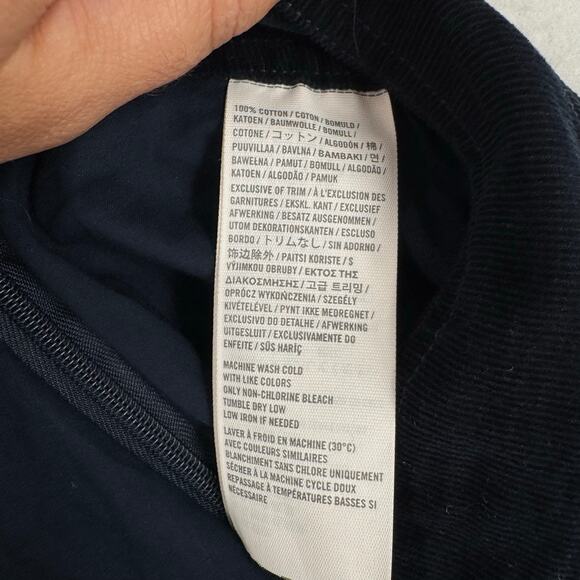 100% COTTON / COTON / BOMULD /
KATOEN / BAUMWOLLE / BOMULL /
COTONE / コットン / ALGODÓN / 棉 /
PUUVILLAA / BAVLNA / BAMBAKI / 면 /
BAWEŁNA / PAMUT / BOMULL / ALGODÃO /
KATOEN / ALGODÃO / PAMUK
EXCLUSIVE OF TRIM / À L'EXCLUSION DES
GARNITURES / EKSKL. KANT / EXCLUSIEF
AFWERKING / BESATZ AUSGENOMMEN /
UTOM DEKORATIONSKANTEN / ESCLUSO
BORDO / トリムなし / SIN ADORNO /
饰边除外 / PAITSI KORISTE / S
VÝJIMKOU OBRUBY / ΕΚΤΟΣ ΤΗΣ
ΔΙΑΚΟΣΜΗΣΗΣ / 고급 트리밍 /
OPRÓCZ WYKOŃCZENIA / SZEGÉLY
KIVÉTELÉVEL / PYNT IKKE MEDREGNET /
EXCLUSIVO DO DETALHE / AFWERKING
UITGESLUIT / EXCLUSIVAMENTE DO
ENFEITE / SÜS HARİÇ
MACHINE WASH COLD
WITH LIKE COLORS
ONLY NON-CHLORINE BLEACH
TUMBLE DRY LOW
LOW IRON IF NEEDED
LAVER À FROID EN MACHINE (30°C)
AVEC COULEURS SIMILAIRES
BLANCHIMENT SANS CHLORE UNIQUEMENT
SÉCHER À LA MACHINE CYCLE DOUX
REPASSAGE À TEMPÉRATURES BASSES SI
NÉCESSAIRE